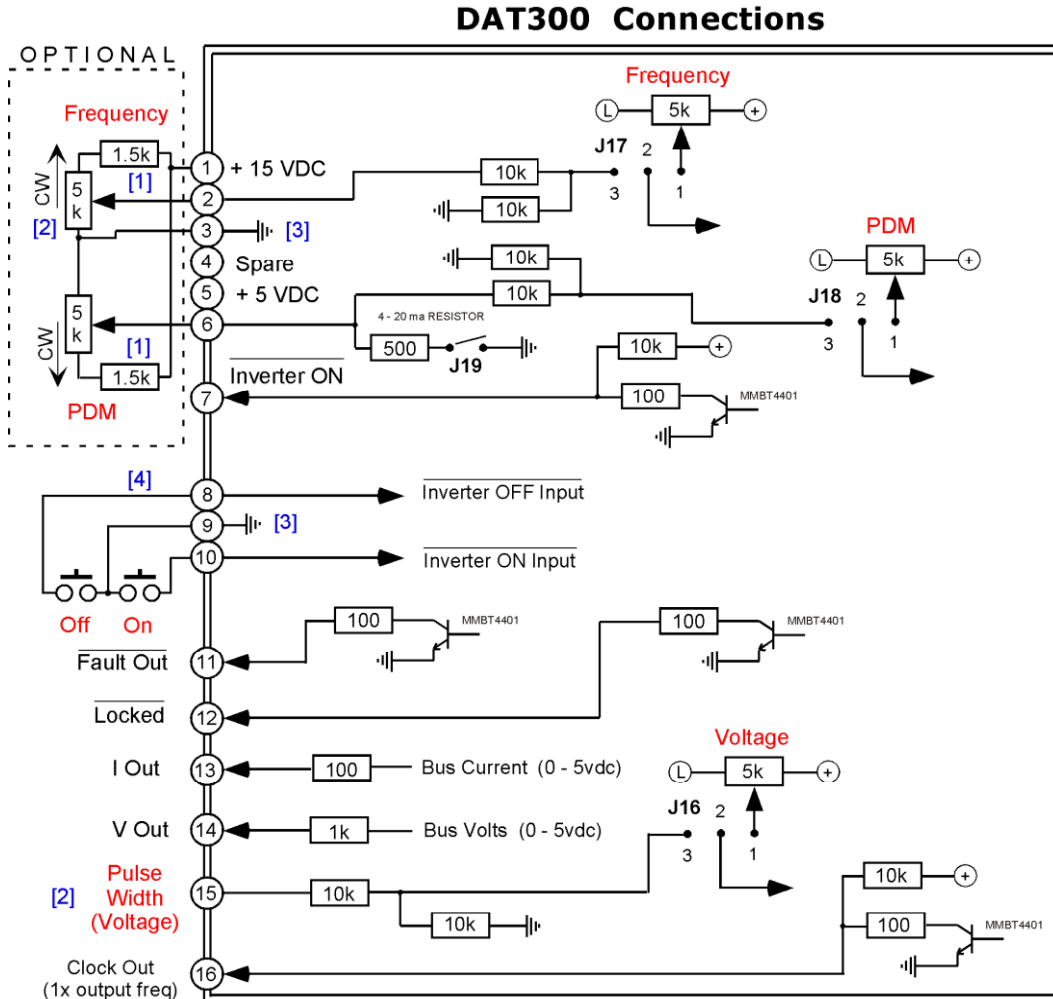 DAT300 Connections
OPTIONAL
Frequency
1.5k
CW
5
k
[1]
[2]
5
k
CW
[1]
1.5k
PDM
1
+ 15 VDC
2
3
[3]
4
Spare
5
+ 5 VDC
6
Inverter ON
7
10k
10k
J17
2
3
1
Frequency
L
5k
+
10k
10k
4 - 20 ma RESISTOR
500
J19
PDM
L
5k
+
J18
2
3
1
10k
+
100
MMBT4401
[4]
8
Inverter OFF Input
9
[3]
10
Inverter ON Input
Off
On
100
MMBT4401
Fault Out
11
100
MMBT4401
Locked
12
I Out
13
100
Bus Current (0 - 5vdc)
V Out
14
1k
Bus Volts (0 - 5vdc)
Voltage
L
5k
+
J16
2
3
1
[2]
Pulse
Width
(Voltage)
15
10k
10k
10k
+
100
MMBT4401
Clock Out
(1x output freq)
16